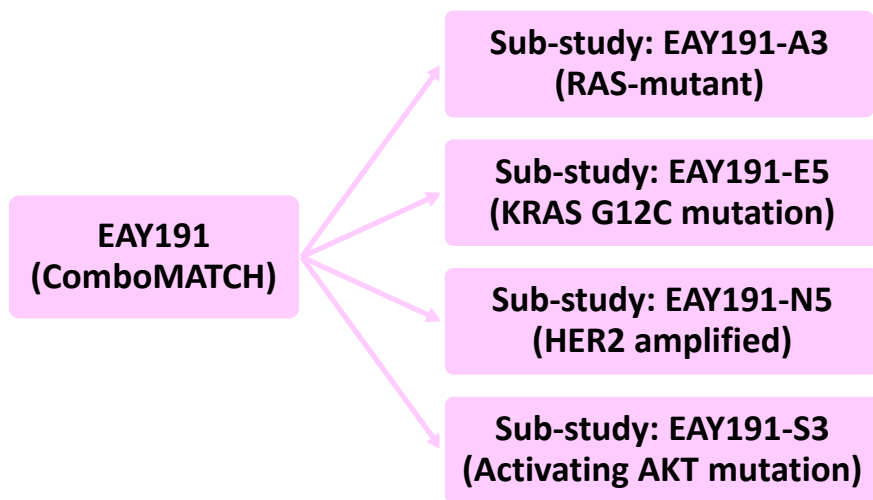 EAY191
(ComboMATCH)
Sub-study: EAY191-A3
(RAS-mutant)
Sub-study: EAY191-E5
(KRAS G12C mutation)
Sub-study: EAY191-N5
(HER2 amplified)
Sub-study: EAY191-S3
(Activating AKT mutation)